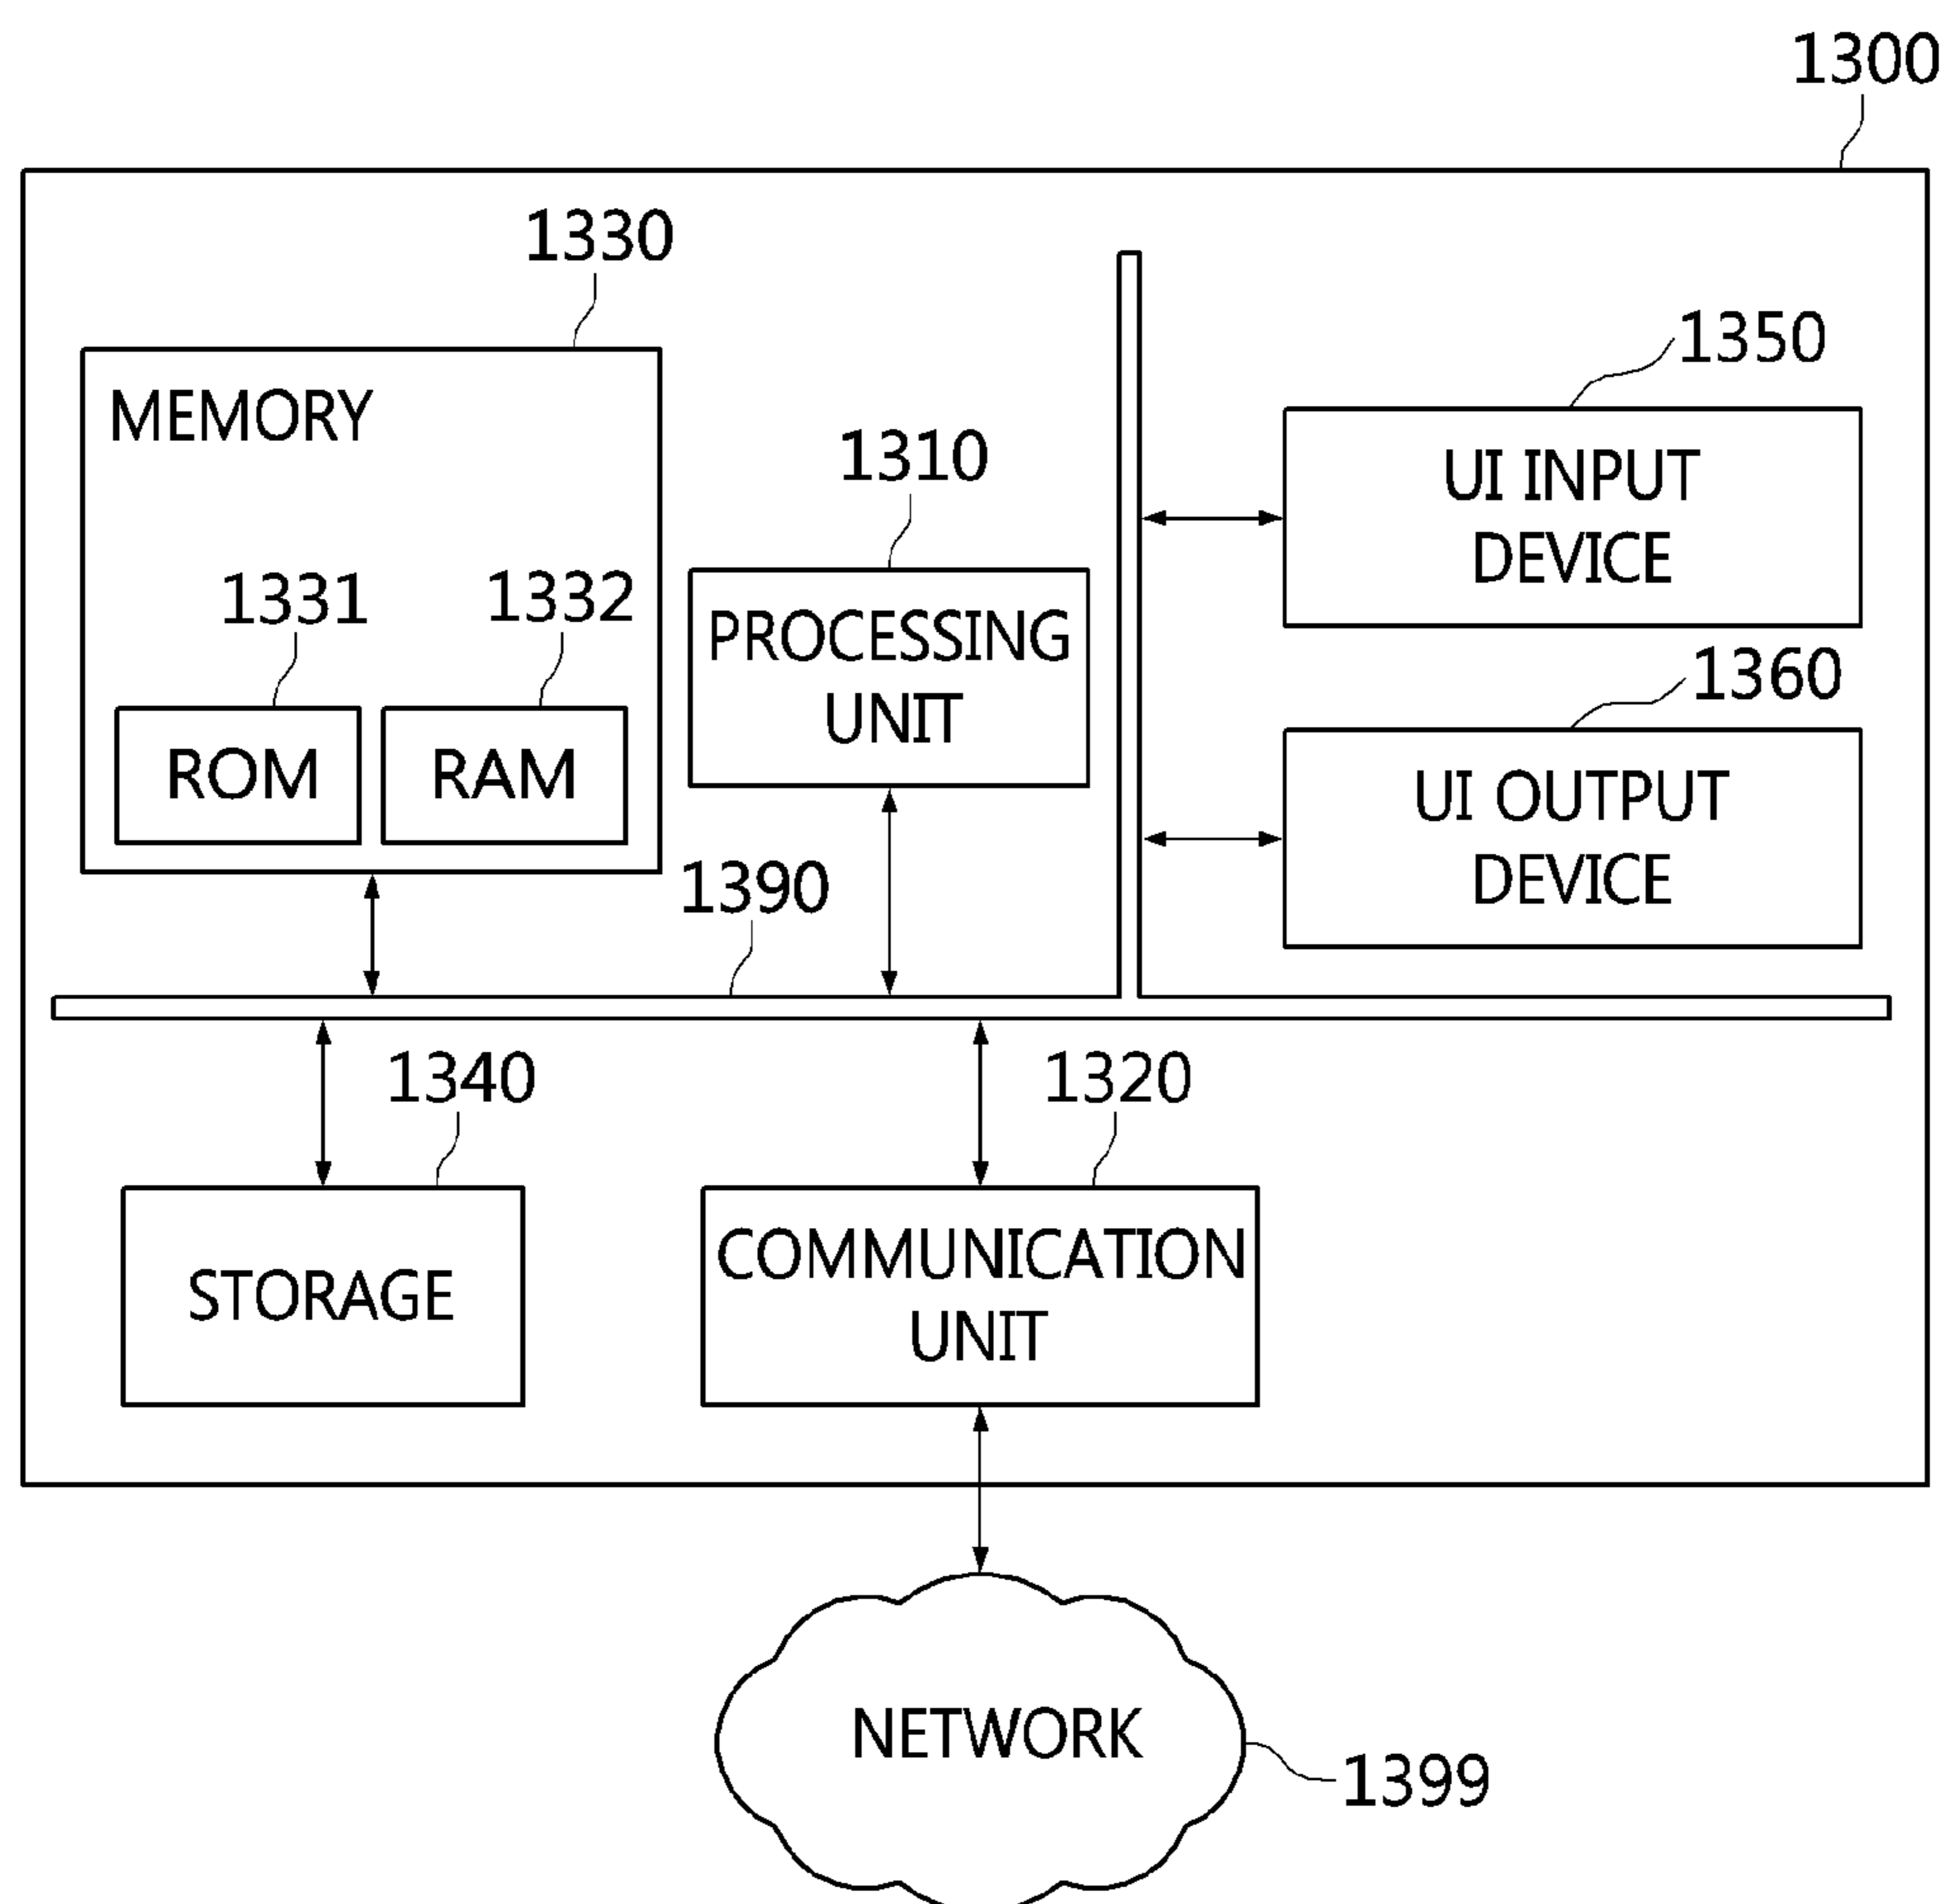 1300
1330
MEMORY
1350
1310
UI INPUT
DEVICE
1331
1332
PROCESSING
UNIT
1360
ROM
RAM
UI OUTPUT
DEVICE
1390
1340
1320
STORAGE
COMMUNICATION
UNIT
NETWORK
1399